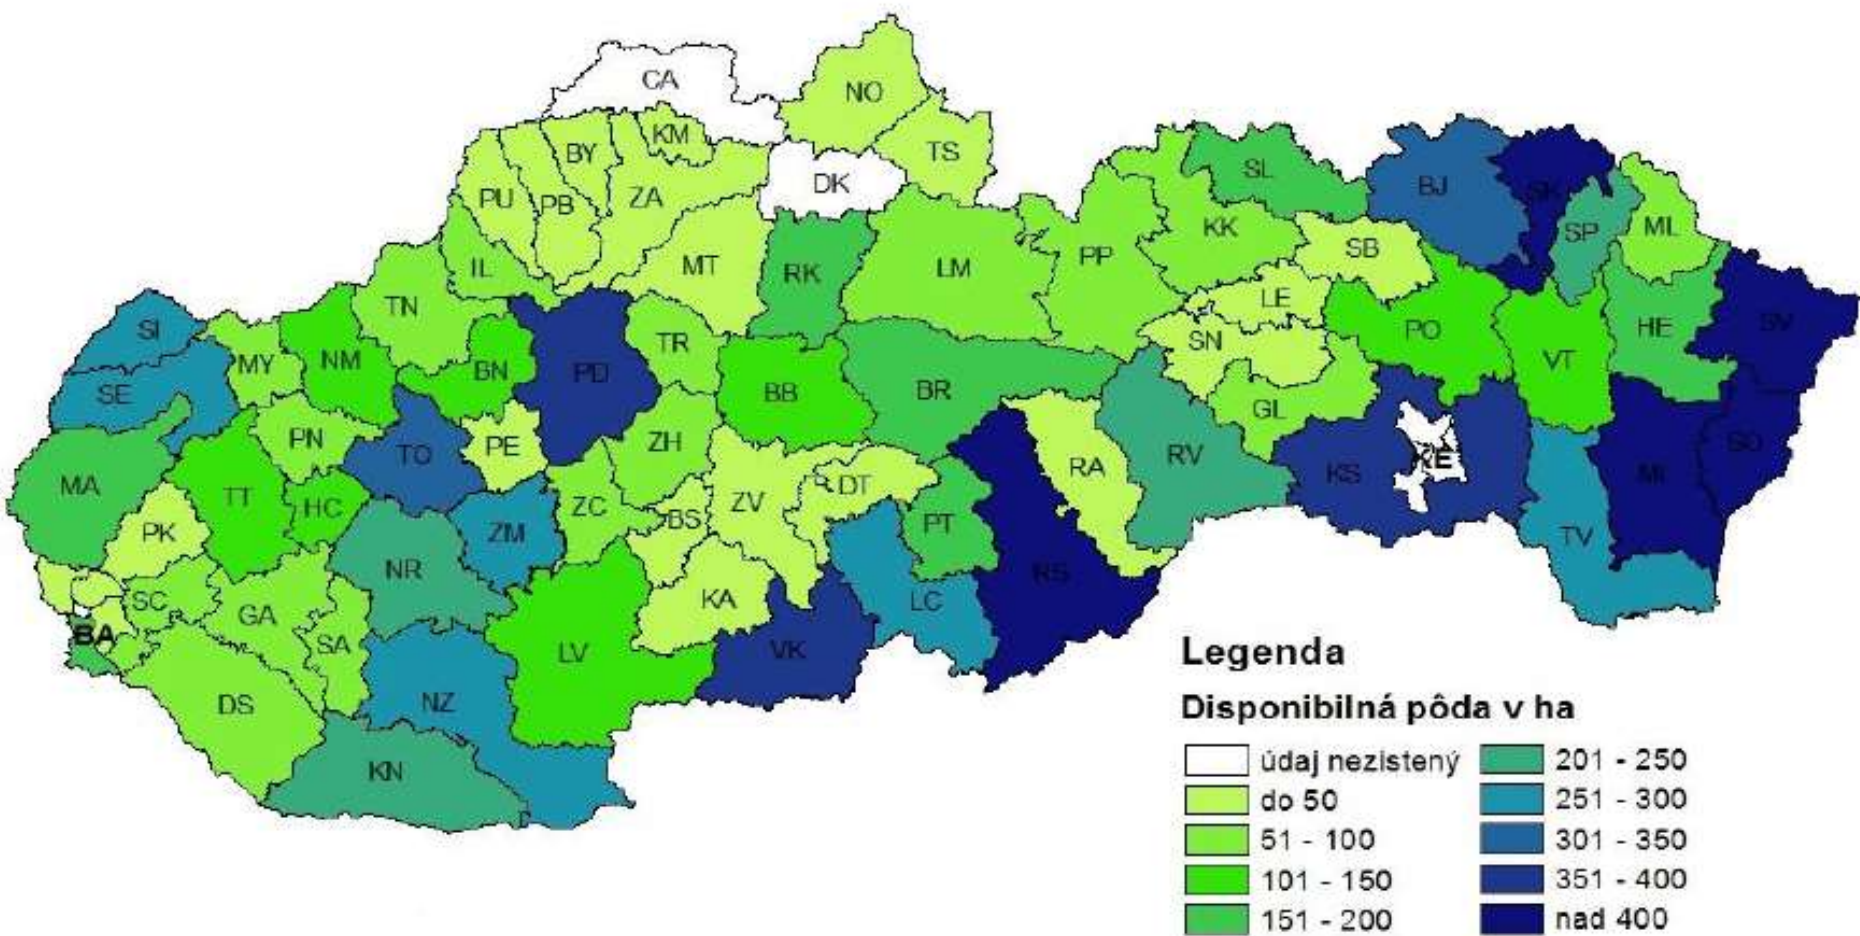 CA
NO
KM
BY
TS
DK
PU
PB
ZA
SL
BJ
SK
SP
ML
KK
SB
IL
MT
RK
LM
PP
LE
TN
SI
MY
NM
BN
PD
TR
SN
PO
VT
HE
SV
SE
BB
BR
GL
PN
TO
PE
ZH
RA
RV
KS
KE
MI
SO
MA
TT
HC
ZC
BS
ZV
DT
PT
PK
ZM
TV
NR
RS
SC
GA
KA
LC
BA
SA
LV
VK
DS
NZ
KN
Legenda
Disponibilná pôda v ha
údaj nezistený
do 50
51 - 100
101 - 150
151 - 200
201 - 250
251 - 300
301 - 350
351 - 400
nad 400